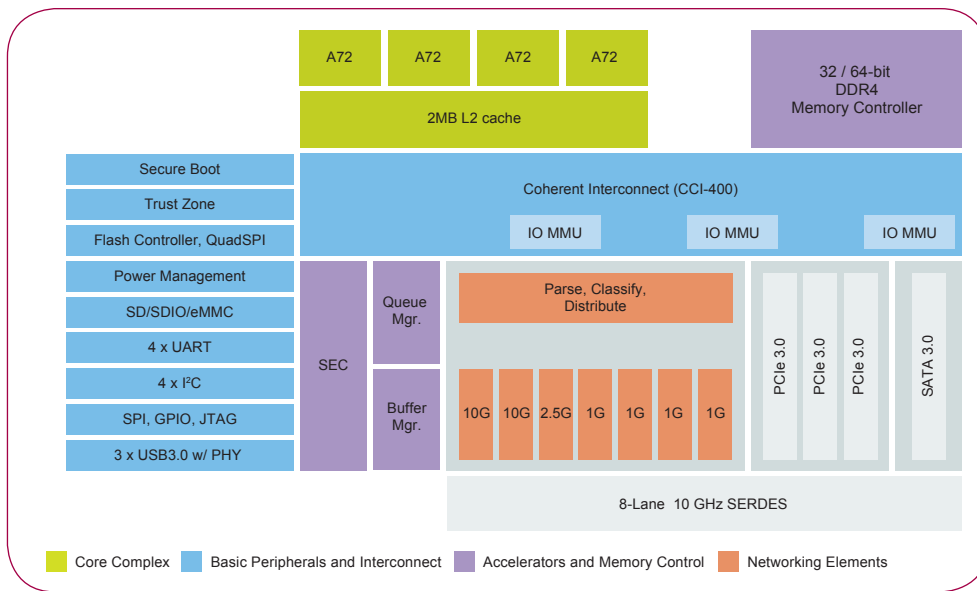 A72
A72
A72
A72
32 / 64-bit
DDR4
Memory Controller
2MB L2 cache
Secure Boot
Trust Zone
Flash Controller, QuadSPI
Power Management
SD/SDIO/eMMC
4 x UART
4 x I²C
SPI, GPIO, JTAG
3 x USB3.0 w/ PHY
Coherent Interconnect (CCI-400)
IO MMU
IO MMU
IO MMU
SEC
Queue
Mgr.
Buffer
Mgr.
Parse, Classify,
Distribute
10G
10G
2.5G
1G
1G
1G
1G
PCIe 3.0
PCIe 3.0
PCIe 3.0
SATA 3.0
8-Lane 10 GHz SERDES
Core Complex
Basic Peripherals and Interconnect
Accelerators and Memory Control
Networking Elements